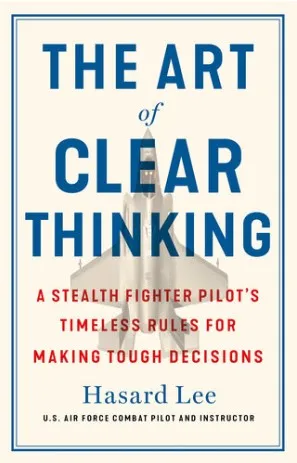 THE ART
of
CLEAR
THINKING
A STEALTH FIGHTER PILOT'S
TIMELESS RULES FOR
MAKING TOUGH DECISIONS
Hasard Lee
U.S. AIR FORCE COMBAT PILOT AND INSTRUCTOR